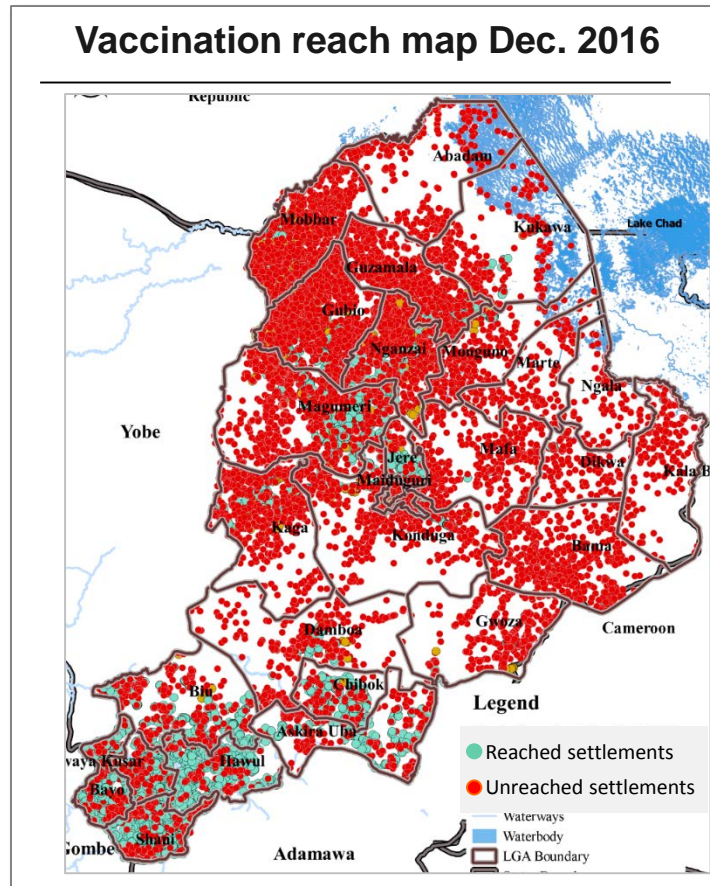 Vaccination reach map Dec. 2016
Republic
Abadam
Mobbar
Kukawa
Lake Chad
Guzamala
Gubio
Nganzai
Monguno
Marte
Ngala
Magumeri
Yobe
Jere
Mafa
Dikwa
Kala B
Maiduguri
Kaga
Konduga
Bama
Gwoza
Cameroon
Damboa
Chibok
Biu
Legend
Askira Uba
Reached settlements
waya Kusar
Hawul
Unreached settlements
Bayo
Waterways
Shani
Waterbody
Gombe
Adamawa
LGA Boundary